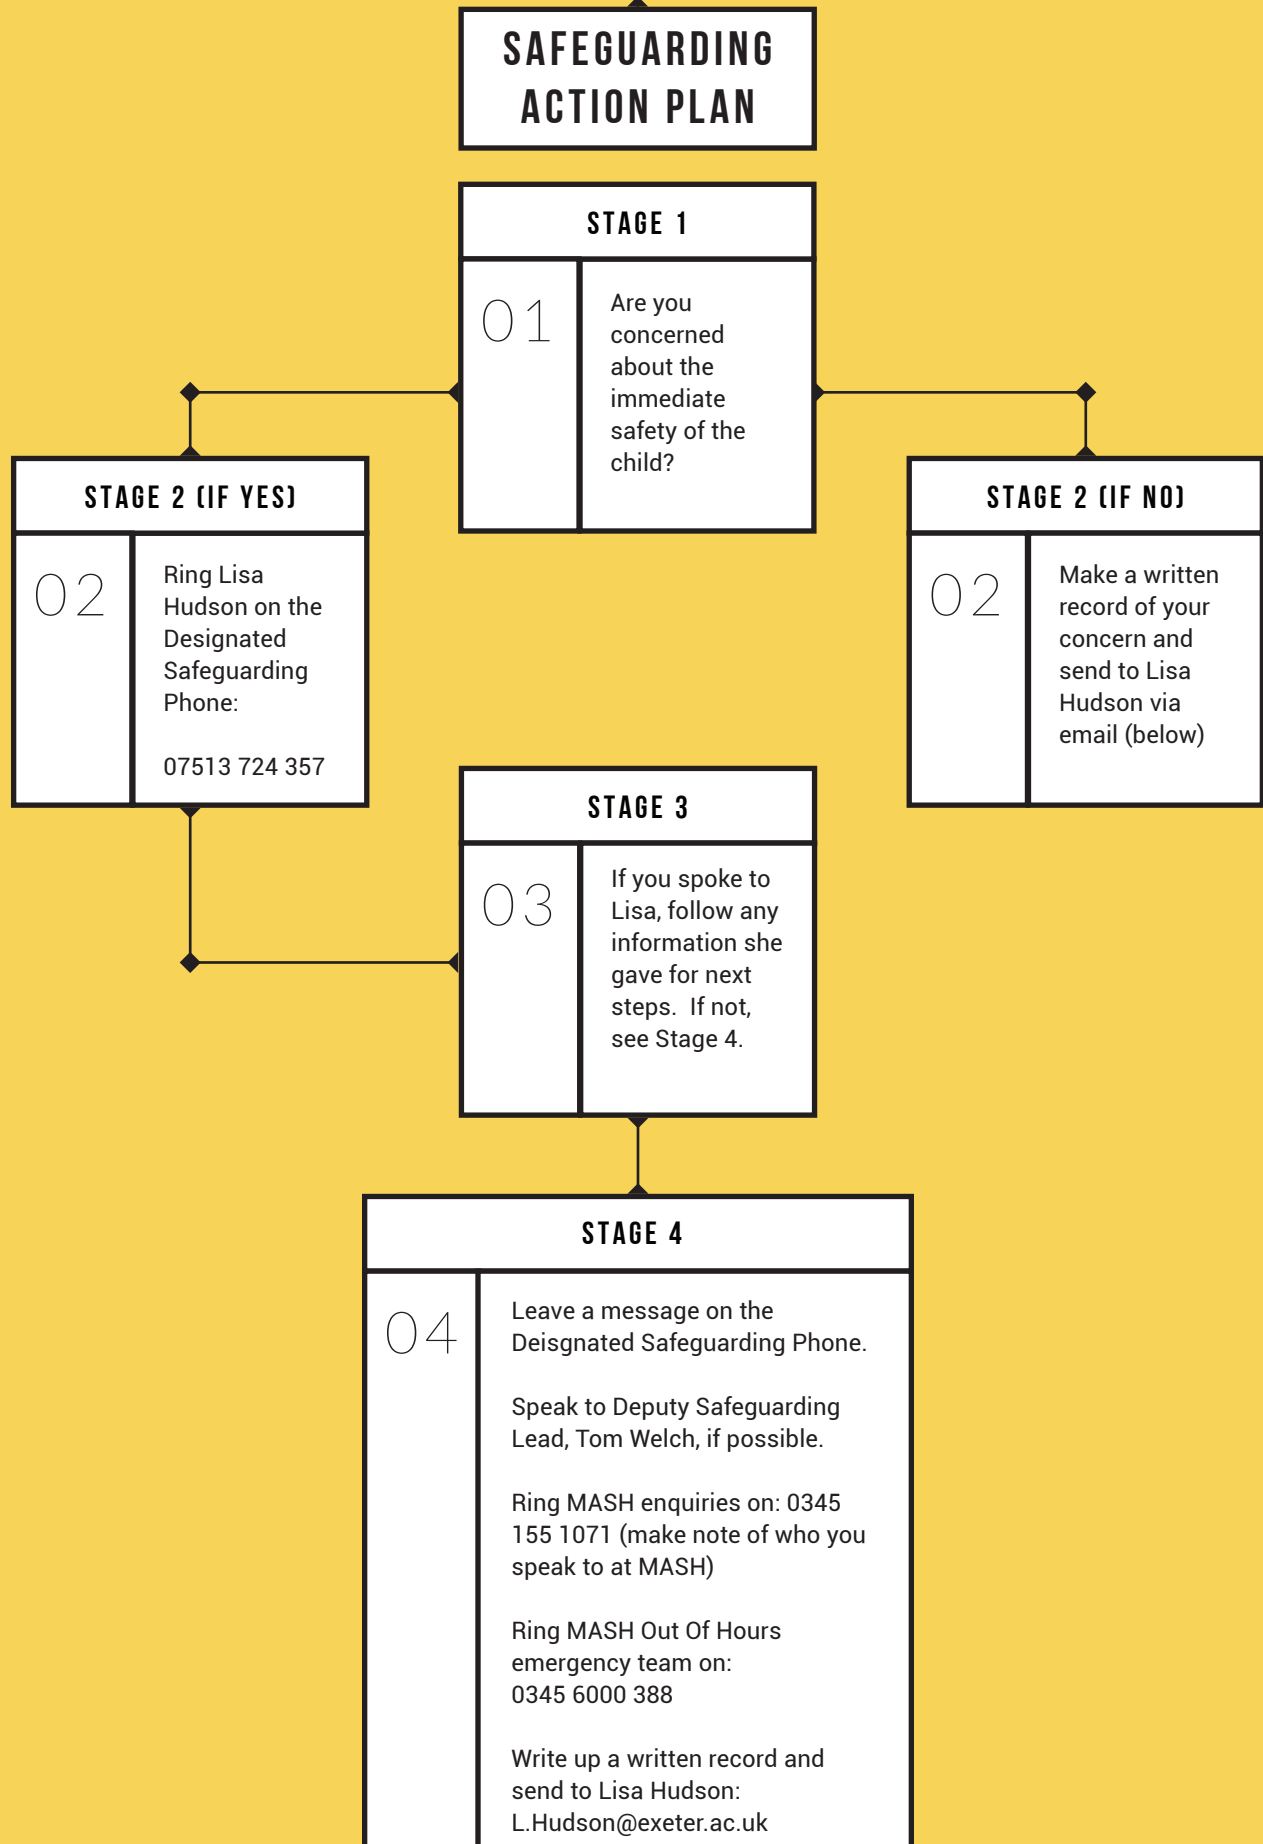 SAFEGUARDING
ACTION PLAN
STAGE 1
01
Are you
concerned
about the
immediate
safety of the
child?
STAGE 2 (IF YES)
02
Ring Lisa
Hudson on the
Designated
Safeguarding
Phone:
07513 724 357
STAGE 2 (IF NO)
02
Make a written
record of your
concern and
send to Lisa
Hudson via
email (below)
STAGE 3
03
If you spoke to
Lisa, follow any
information she
gave for next
steps.  If not,
see Stage 4.
STAGE 4
04
Leave a message on the
Deisgnated Safeguarding Phone.
Speak to Deputy Safeguarding
Lead, Tom Welch, if possible.
Ring MASH enquiries on: 0345
155 1071 (make note of who you
speak to at MASH)
Ring MASH Out Of Hours
emergency team on:
0345 6000 388
Write up a written record and
send to Lisa Hudson:
L.Hudson@exeter.ac.uk